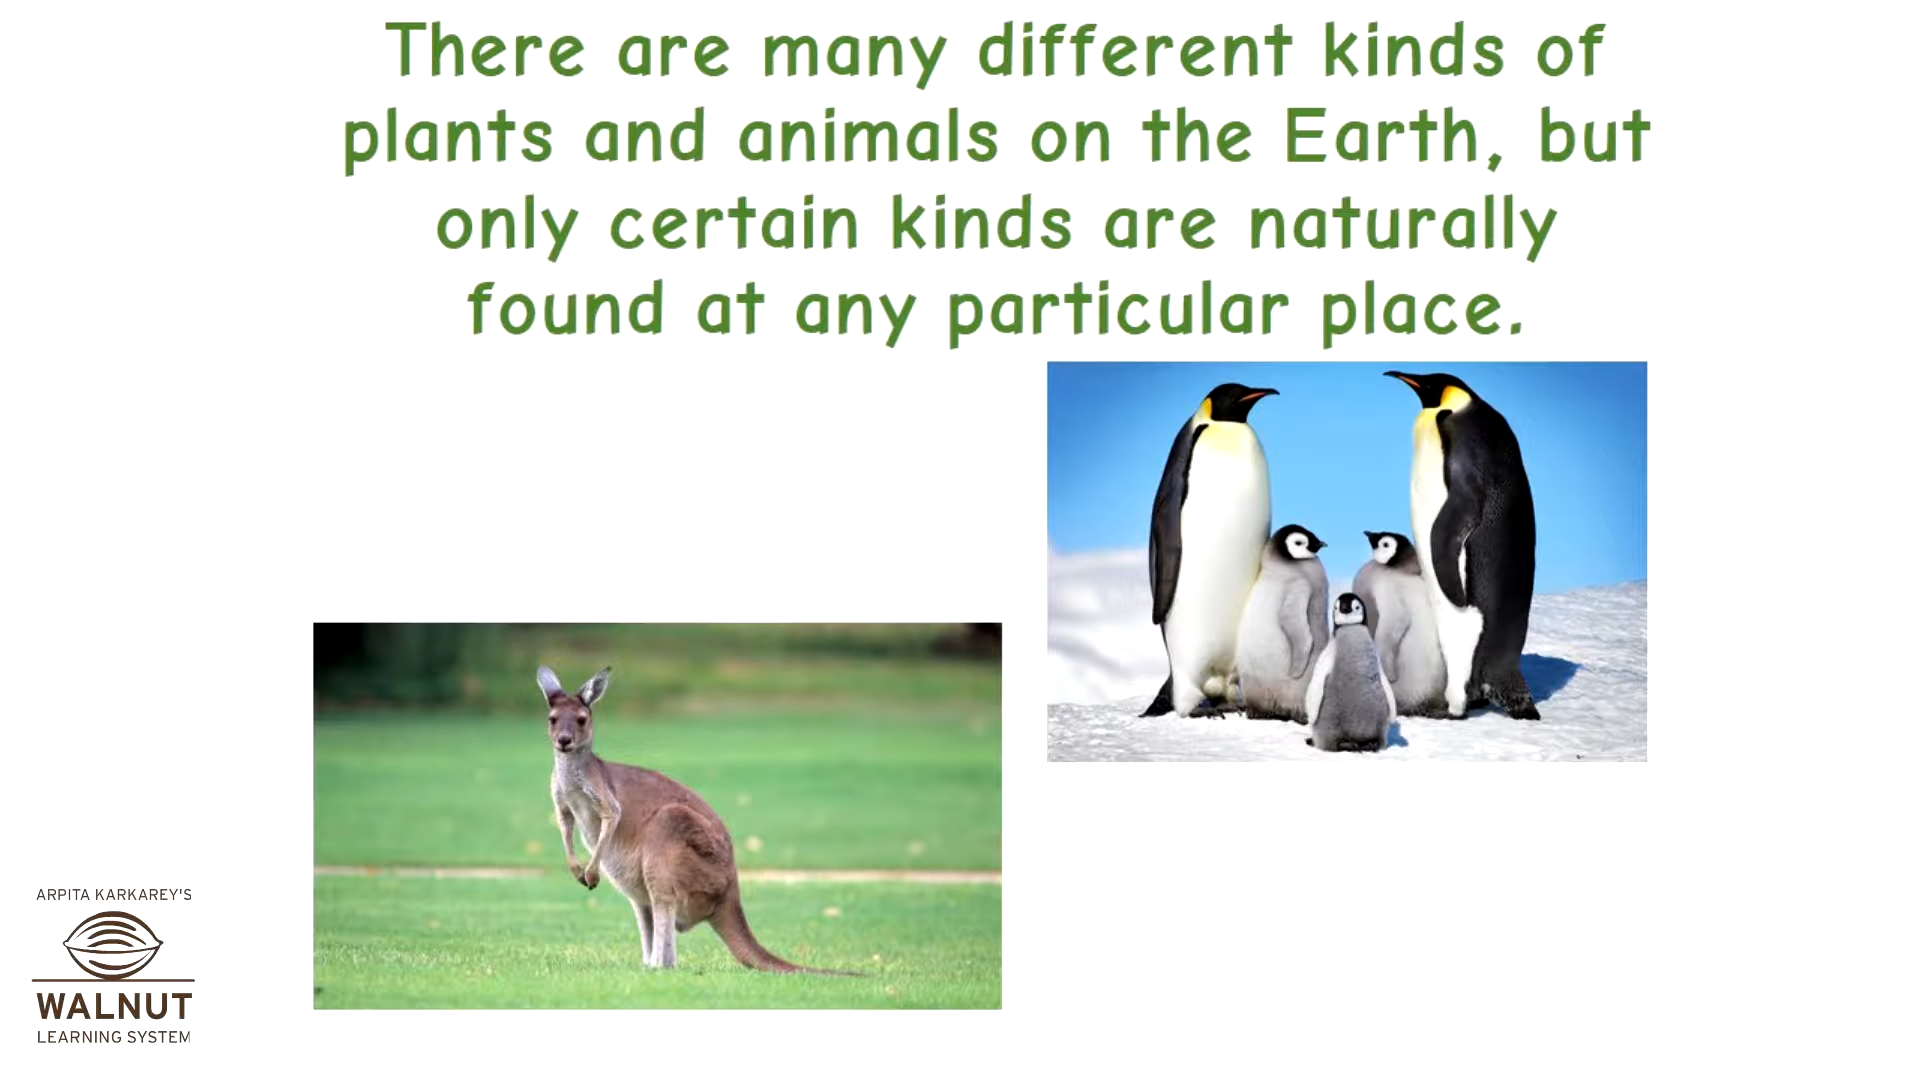 There are many different kinds of
plants and animals on the Earth, but
only certain kinds are naturally
found at any particular place.
ARPITA KARKAREY'S
WALNUT
LEARNING SYSTEM